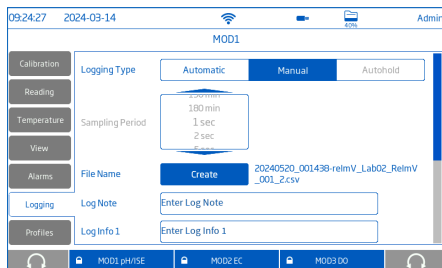 09:24:27 2024-03-14 40% Admin
MOD1
Calibration
Reading
Temperature
View
Alarms
Logging
Profiles
Logging Type Automatic Manual Autohold
180 min
Sampling Period 1 sec
2 sec
File Name Create 20240520_001438-relmV_Lab02_RelmV
_001_2.csv
Log Note Enter Log Note
Log Info 1 Enter Log Info 1
MOD1 pH/ISE MOD2 EC MOD3 DO